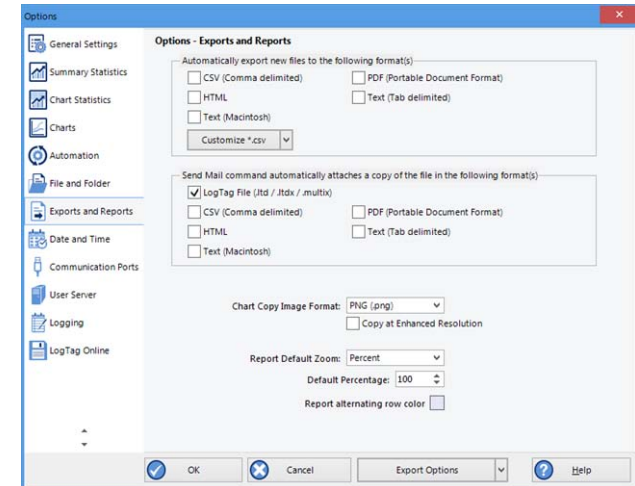 Options
General Settings
Summary Statistics
Chart Statistics
Charts
Automation
File and Folder
Exports and Reports
Date and Time
Communication Ports
User Server
Logging
LogTag Online
Options - Exports and Reports
Automatically export new files to the following format(s)
CSV (Comma delimited) PDF (Portable Document Format)
HTML Text (Tab delimited)
Text (Macintosh)
Customize *.csv
Send Mail command automatically attaches a copy of the file in the following format(s)
LogTag File (.ltd / .ltdx / .multix)
CSV (Comma delimited) PDF (Portable Document Format)
HTML Text (Tab delimited)
Text (Macintosh)
Chart Copy Image Format: PNG (.png)
Copy at Enhanced Resolution
Report Default Zoom: Percent
Default Percentage: 100
Report alternating row color
OK Cancel Export Options Help